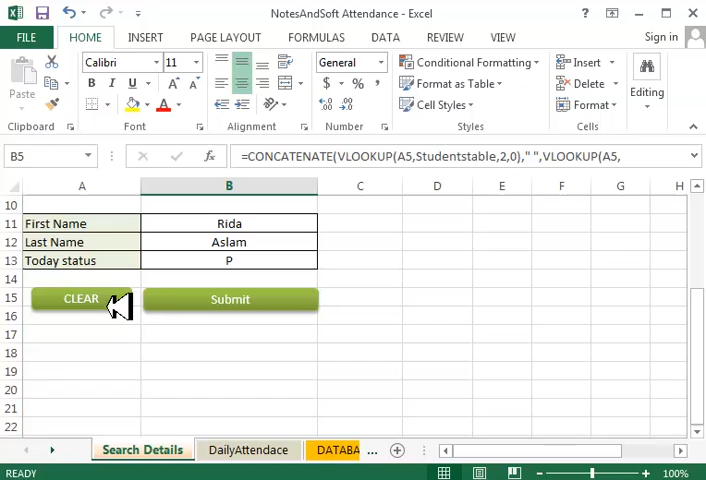 NotesAndSoft Attendance - Excel
Sign in
FILE HOME INSERT PAGE LAYOUT FORMULAS DATA REVIEW VIEW
Calibri 11 General Conditional Formatting Insert
B I U A A $ % , Format as Table Delete
Paste A Cell Styles Format Editing
Clipboard Font Alignment Number Styles Cells
B5 fx =CONCATENATE(VLOOKUP(A5,Studentstable,2,0)," ",VLOOKUP(A5,
A B C D E F G H
10
11 First Name Rida
12 Last Name Aslam
13 Today status P
14
15 CLEAR Submit
16
17
18
19
20
21
22
Search Details DailyAttendace DATABA ...
READY 100%